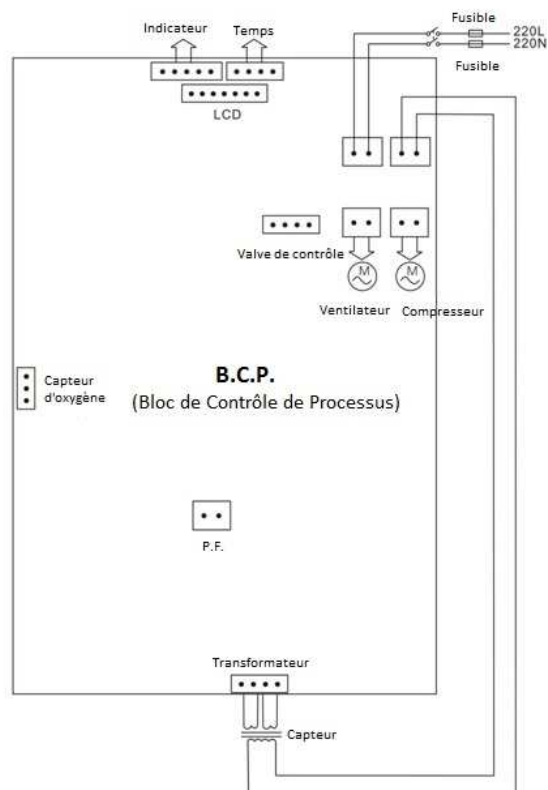 Fusible
Indicateur
Temps
220L
220N
Fusible
LCD
Valve de contrôle
M
M
Ventilateur
Compresseur
B.C.P.
(Bloc de Contrôle de Processus)
Capteur
d'oxygène
P.F.
Transformateur
Capteur